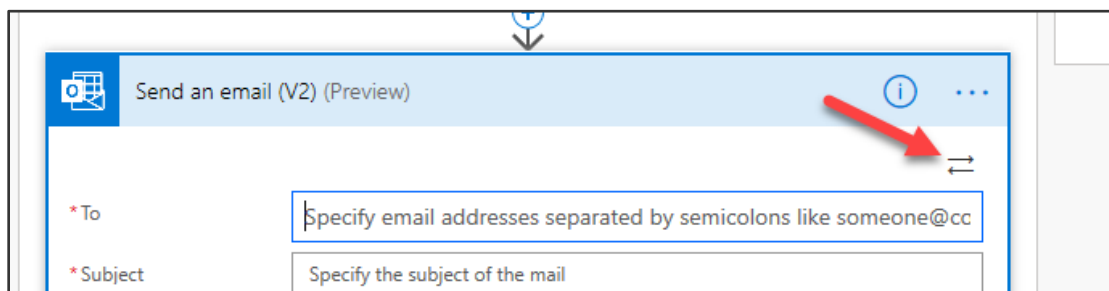 Send an email (V2) (Preview)
* To
Specify email addresses separated by semicolons like someone@cc
* Subject
Specify the subject of the mail